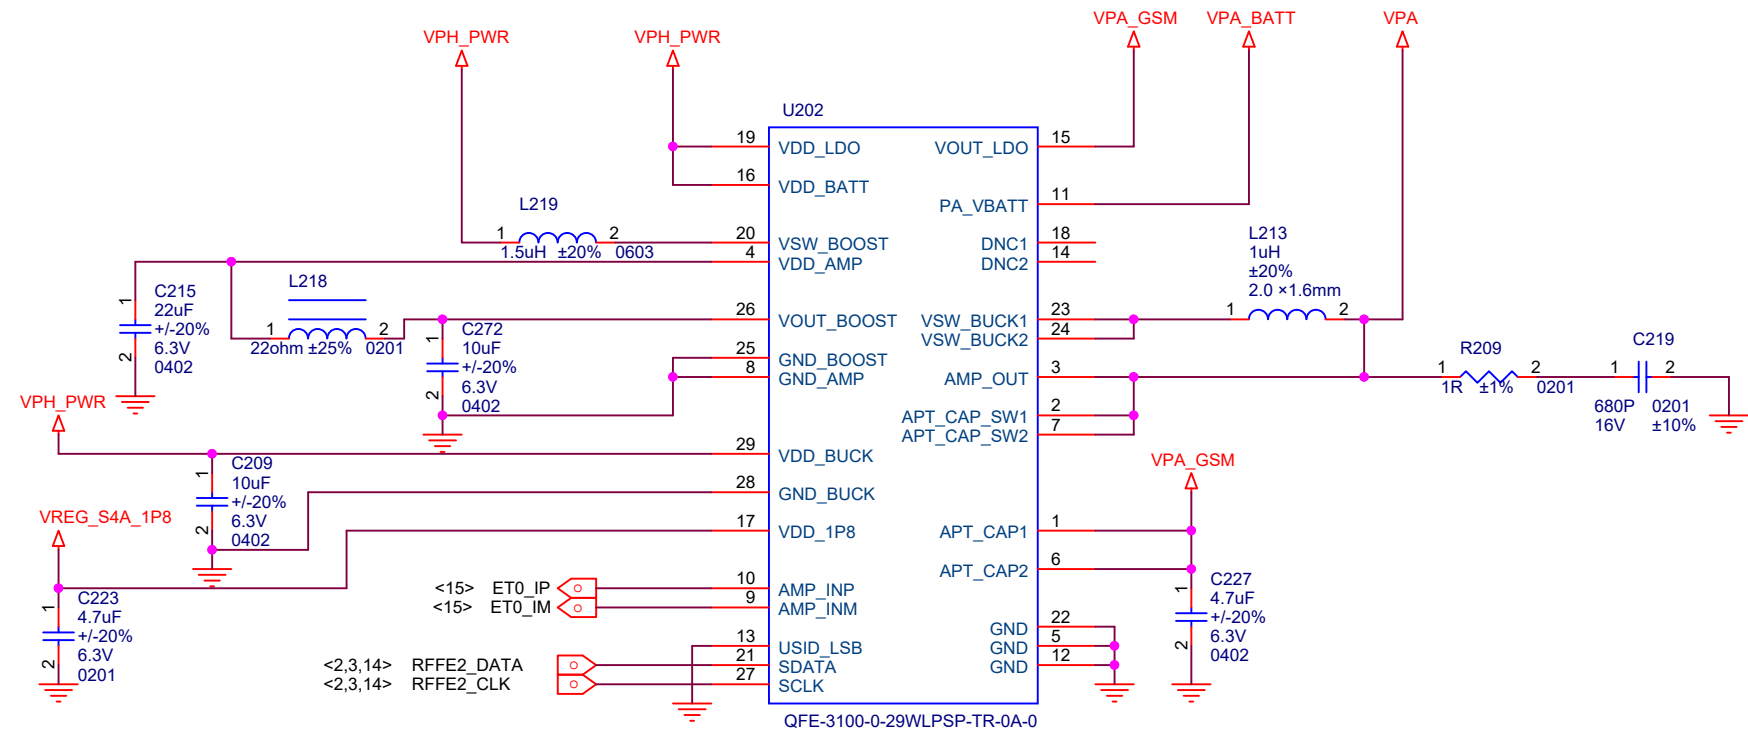 VPH_PWR
VPH_PWR
VPA_GSM
VPA_BATT
VPA
U202
19
VDD_LDO
16
VDD_BATT
L219
1
2
1.5uH ±20% 0603
20
VSW_BOOST
4
VDD_AMP
C215
22uF
+/-20%
6.3V
0402
1
2
L218
1
2
22ohm ±25% 0201
26
VOUT_BOOST
C272
10uF
+/-20%
6.3V
0402
1
2
25
GND_BOOST
8
GND_AMP
VPH_PWR
29
VDD_BUCK
C209
10uF
+/-20%
6.3V
0402
1
2
28
GND_BUCK
VREG_S4A_1P8
17
VDD_1P8
C223
4.7uF
+/-20%
6.3V
0201
1
2
<15> ET0_IP
10
AMP_INP
<15> ET0_IM
9
AMP_INM
13
USID_LSB
<2,3,14> RFFE2_DATA
21
SDATA
<2,3,14> RFFE2_CLK
27
SCLK
VOUT_LDO
15
PA_VBATT
11
DNC1
18
DNC2
14
L213
1uH
±20%
2.0 ×1.6mm
1
2
VSW_BUCK1
23
VSW_BUCK2
24
AMP_OUT
3
R209
1
2
1R ±1% 0201
C219
1
2
680P 0201
16V ±10%
APT_CAP_SW1
2
APT_CAP_SW2
7
VPA_GSM
APT_CAP1
1
APT_CAP2
6
C227
4.7uF
+/-20%
6.3V
0402
1
2
GND
22
GND
5
GND
12
QFE-3100-0-29WLPSP-TR-0A-0